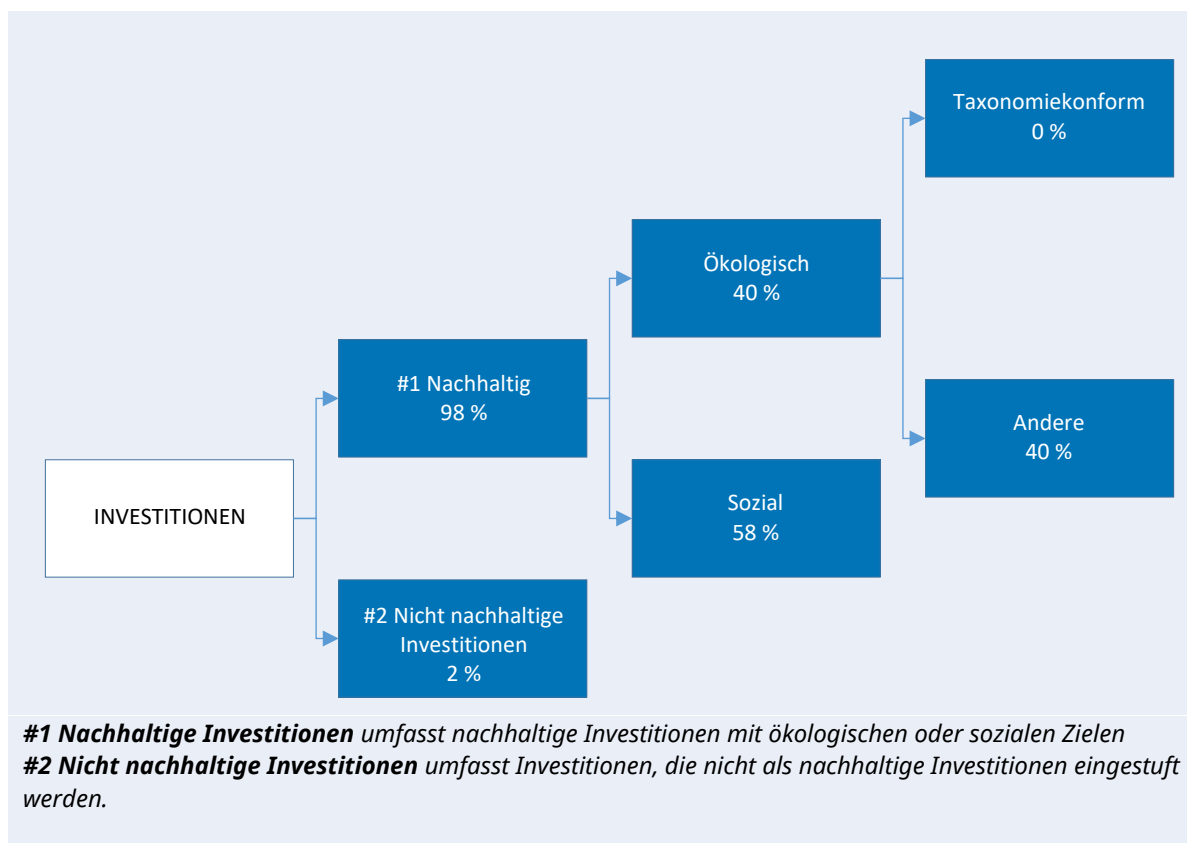 Taxonomiekonform
0 %
Ökologisch
40 %
#1 Nachhaltig
98 %
Andere
40 %
INVESTITIONEN
Sozial
58 %
#2 Nicht nachhaltige
Investitionen
2 %
#1 Nachhaltige Investitionen umfasst nachhaltige Investitionen mit ökologischen oder sozialen Zielen
#2 Nicht nachhaltige Investitionen umfasst Investitionen, die nicht als nachhaltige Investitionen eingestuft
werden.